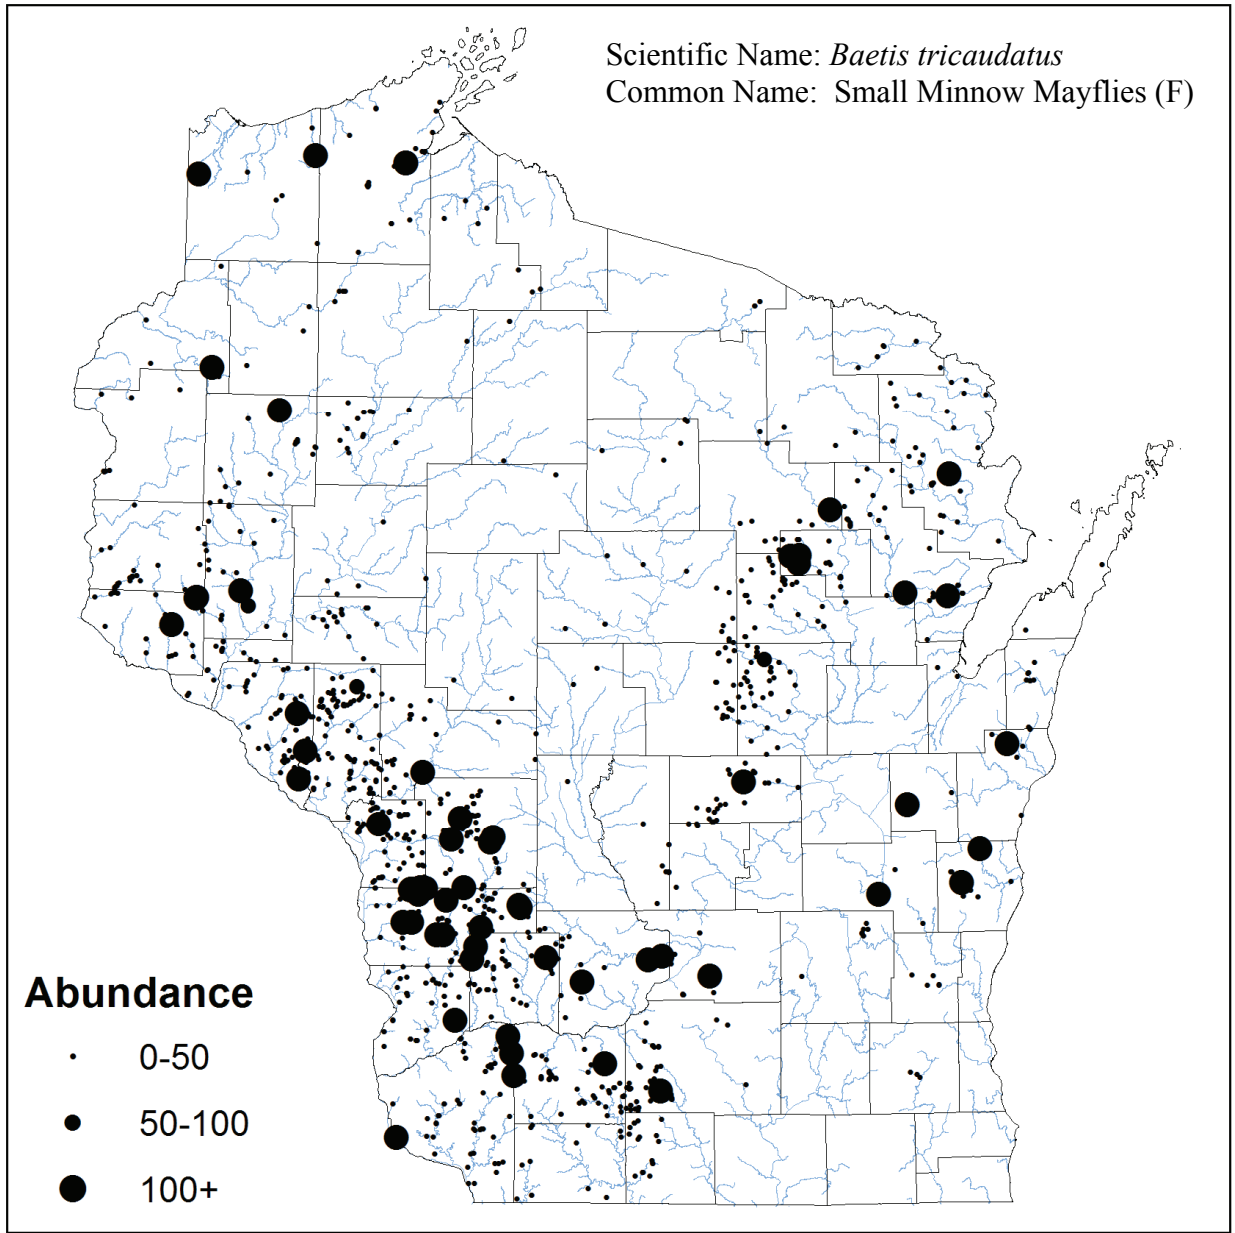 Scientific Name: Baetis tricaudatus
Common Name: Small Minnow Mayflies (F)
Abundance
0-50
50-100
100+